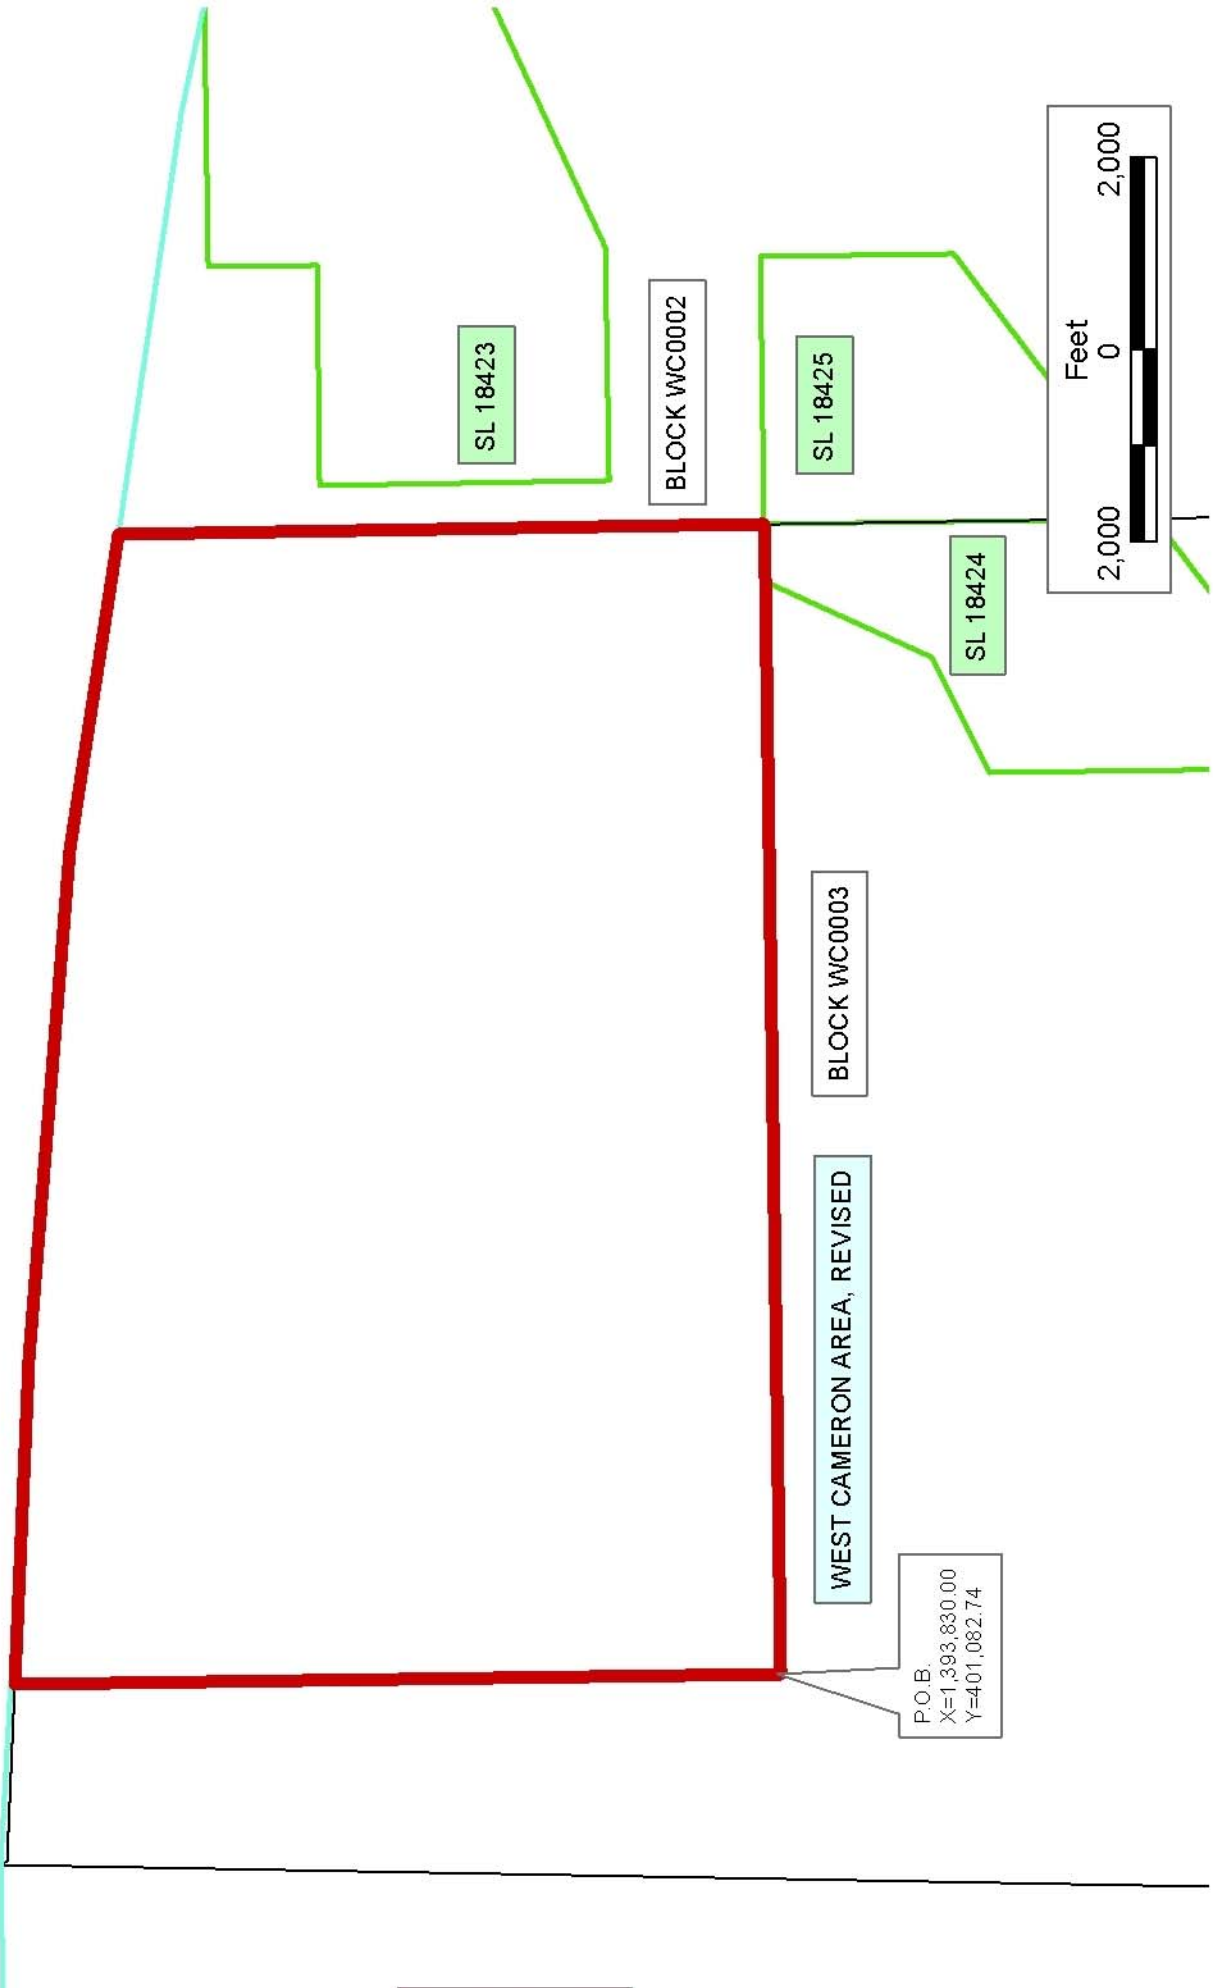 SL 18423
BLOCK WC0002
SL 18425
SL 18424
Feet
2,000
0
2,000
BLOCK WC0003
WEST CAMERON AREA, REVISED
P.O.B.
X=1,393,830.00
Y=401,082.74